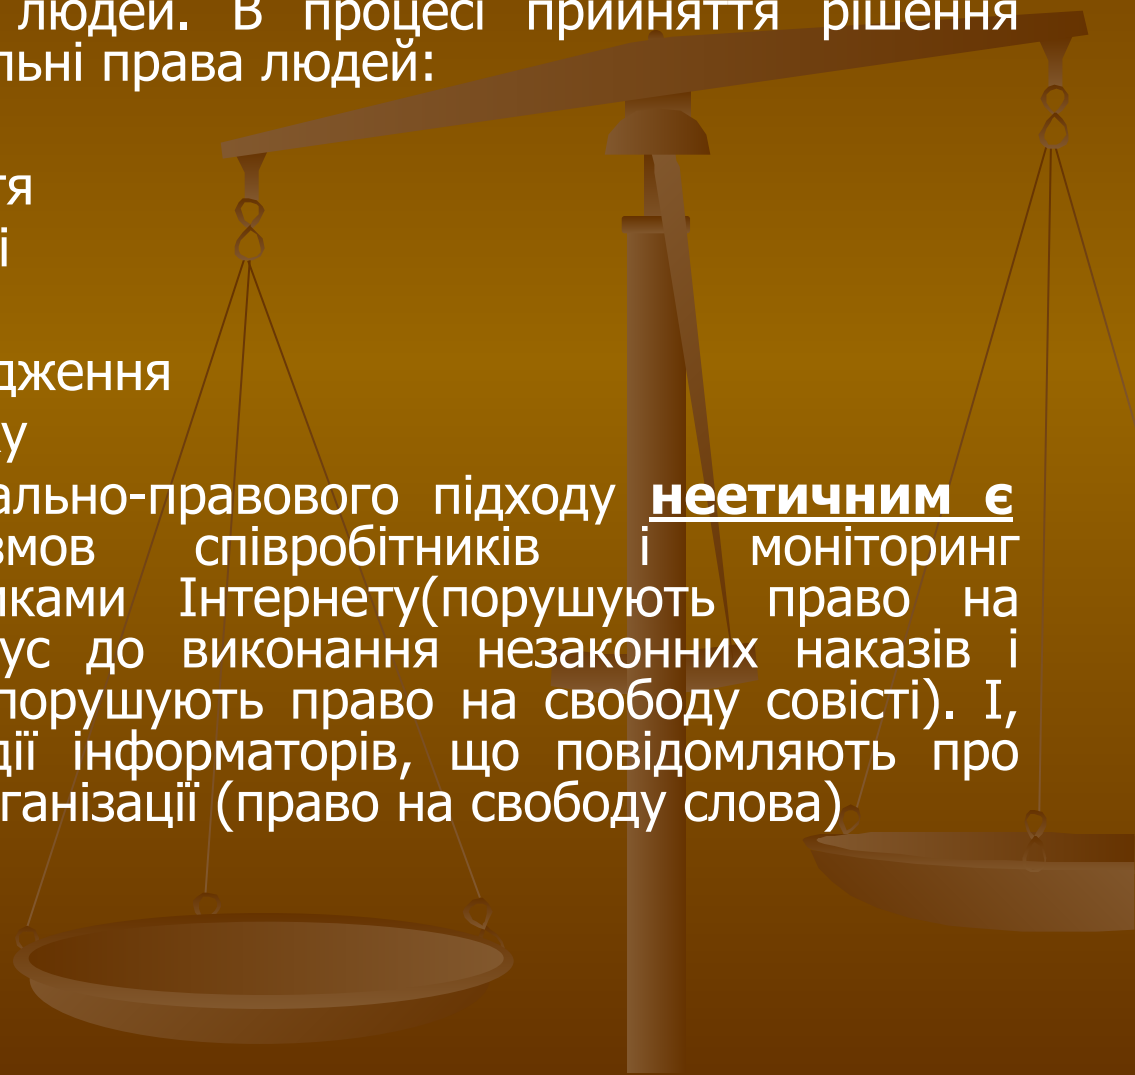 людей. В процесі прийняття рішення
льні права людей:
тя
і
дження
ку
ально-правового підходу неетичним є
змов співробітників і моніторинг
иками Інтернету(порушують право на
ус до виконання незаконних наказів і
порушують право на свободу совісті). І,
дії інформаторів, що повідомляють про
ганізації (право на свободу слова)